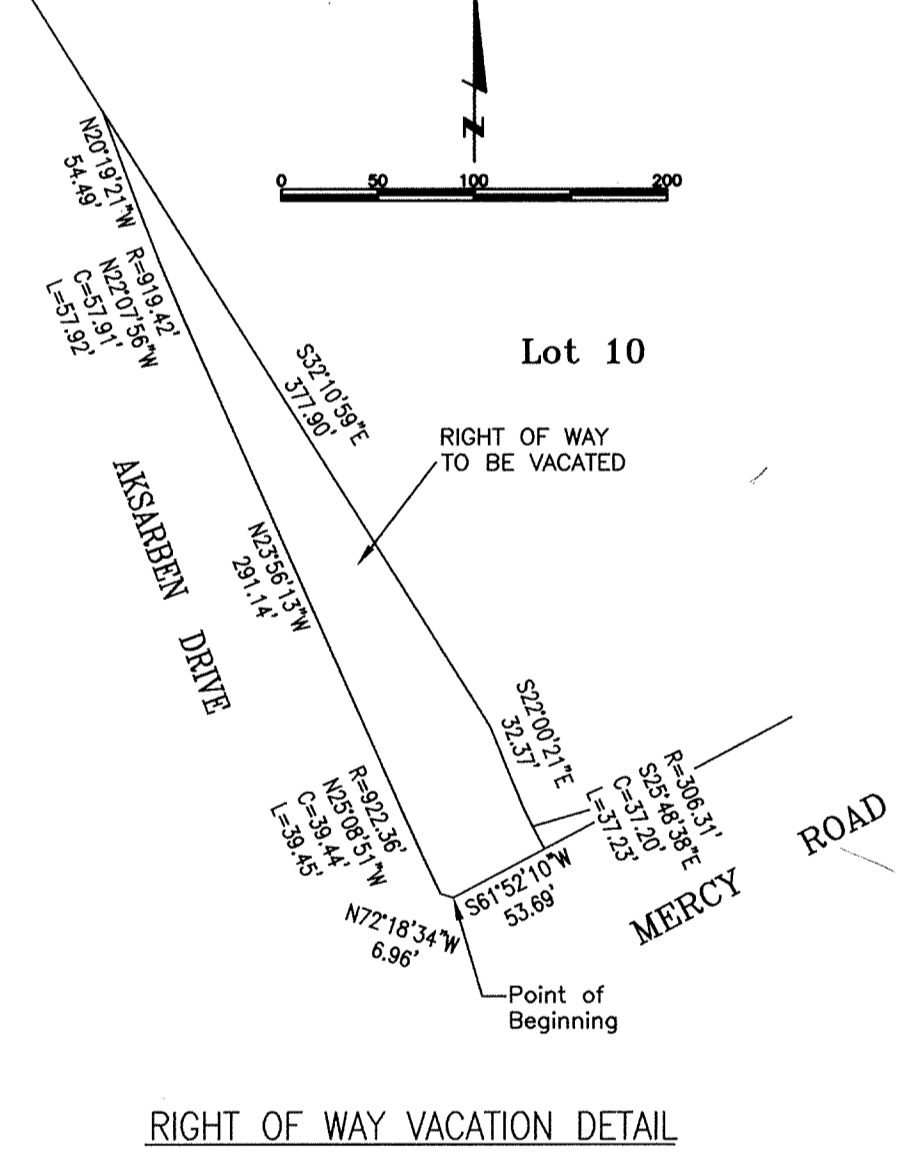 N
0 50 100 200
N20°19'21"W
54.49'
R=919.42'
N22°07'56"W
C=57.91'
L=57.92'
Lot 10
S32°10'59"E
377.90'
RIGHT OF WAY
TO BE VACATED
AKSARBEN DRIVE
N23°56'13"W
291.14'
S22°00'21"E
32.37'
R=306.31'
S25°48'38"E
C=37.20'
L=37.23'
R=922.36'
N25°08'51"W
C=39.44'
L=39.45'
MERCY ROAD
S61°52'10"W
53.69'
N72°18'34"W
6.96'
Point of
Beginning
RIGHT OF WAY VACATION DETAIL